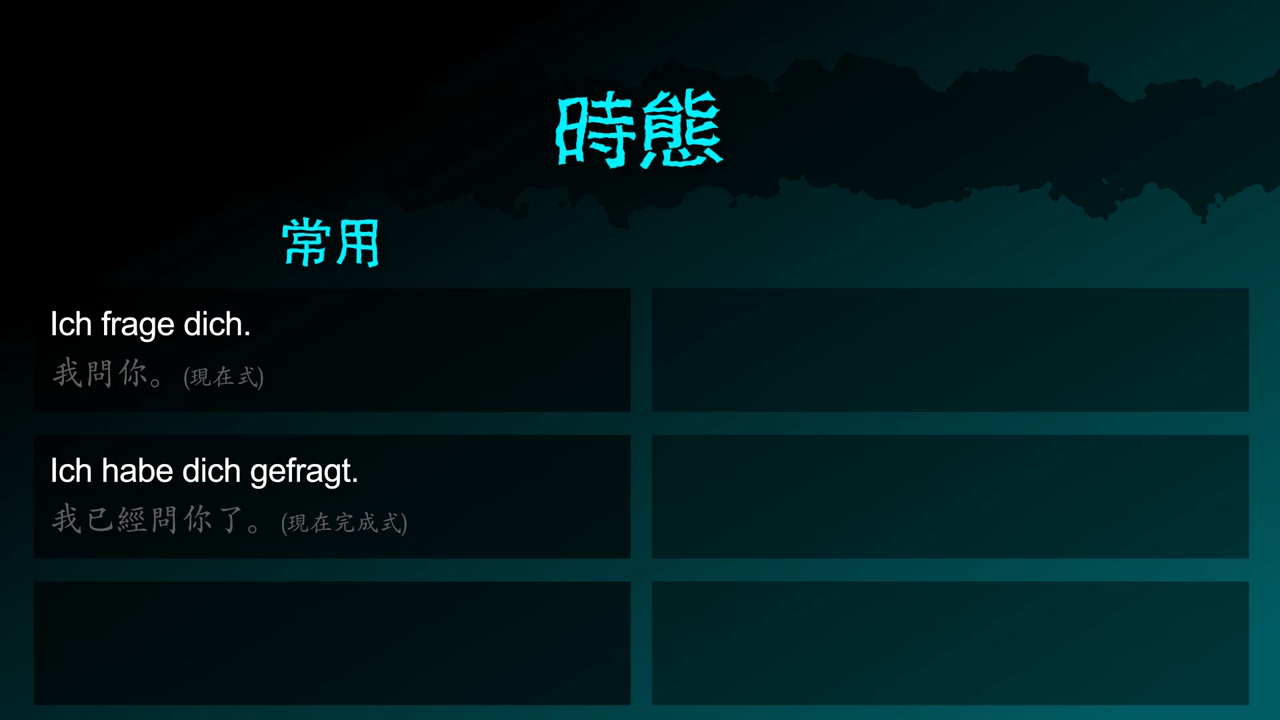 時態
常用
Ich frage dich.
我問你。(現在式)
Ich habe dich gefragt.
我已經問你了。(現在完成式)